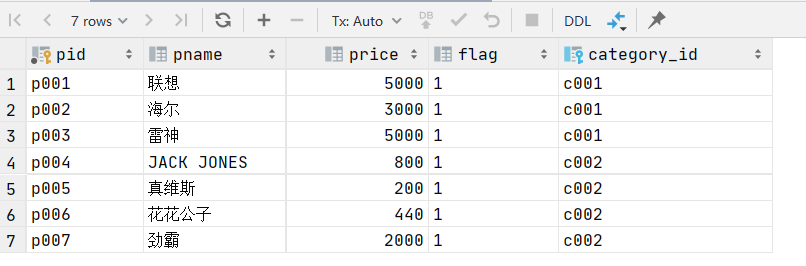 7 rows Tx: Auto DB DDL
pid pname price flag category_id
1 p001 联想 5000 1 c001
2 p002 海尔 3000 1 c001
3 p003 雷神 5000 1 c001
4 p004 JACK JONES 800 1 c002
5 p005 真维斯 200 1 c002
6 p006 花花公子 440 1 c002
7 p007 劲霸 2000 1 c002